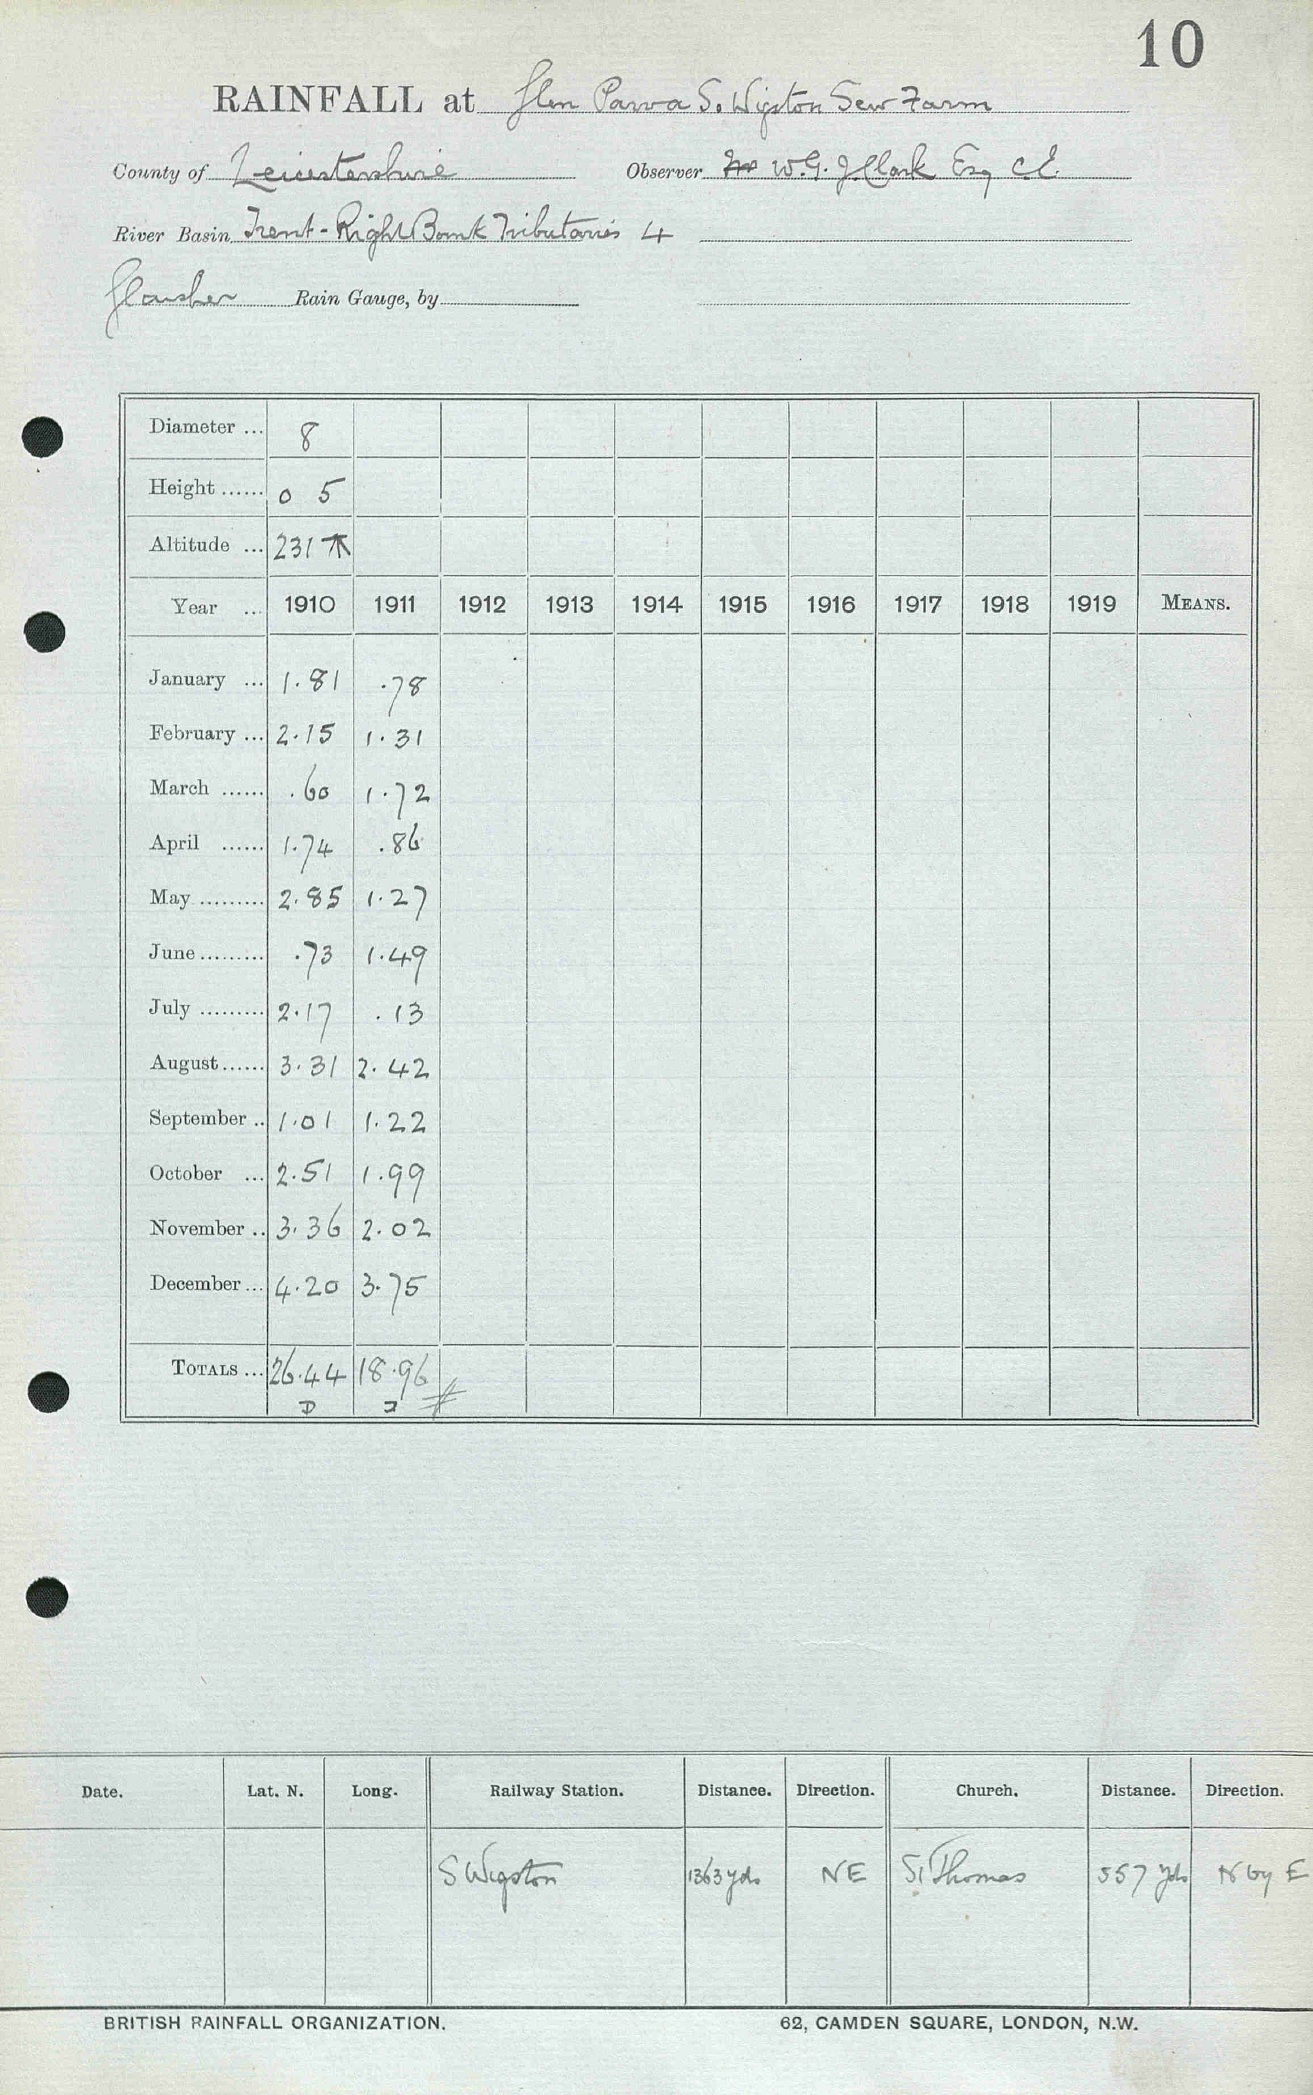 10
RAINFALL at Glen Parva S. Wigston Sew Farm
County of Leicestershire Observer W.G. J. Clark Esq C.E.
River Basin Trent - Right Bank Tributaries 4
Glaisher Rain Gauge, by
Diameter ... 8
Height ...... 0 5
Altitude ... 231
Year ... 1910 1911 1912 1913 1914 1915 1916 1917 1918 1919 MEANS.
January ... 1.81 .78
February ... 2.15 1.31
March ...... .60 1.72
April ...... 1.74 .86
May ......... 2.85 1.27
June ......... .73 1.49
July ......... 2.17 .13
August ...... 3.31 2.42
September .. 1.01 1.22
October ... 2.51 1.99
November .. 3.36 2.02
December ... 4.20 3.75
TOTALS ... 26.44 18.96
D
Date. Lat. N. Long. Railway Station. Distance. Direction. Church. Distance. Direction.
S Wigston 1363 yds NE St Thomas 557 yds N by E
BRITISH RAINFALL ORGANIZATION. 62, CAMDEN SQUARE, LONDON, N.W.